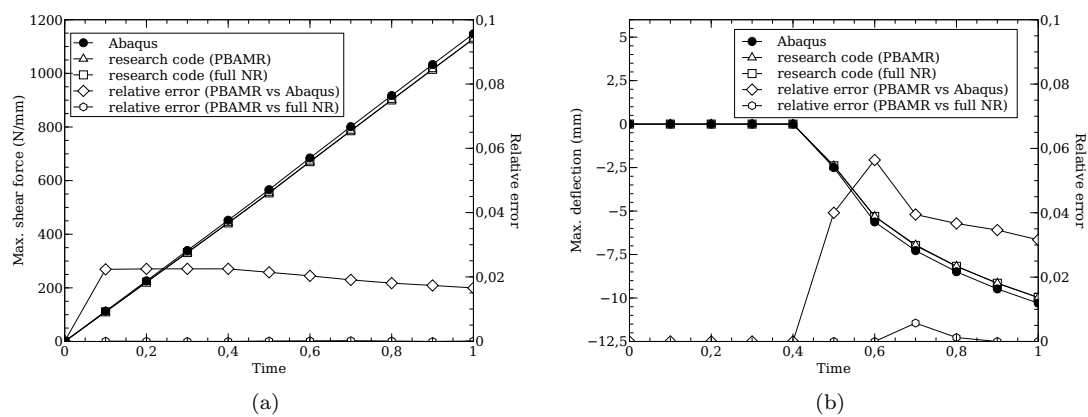 1200
1000
800
600
400
200
0
Max. shear force (N/mm)
Abaqus
research code (PBAMR)
research code (full NR)
relative error (PBAMR vs Abaqus)
relative error (PBAMR vs full NR)
0,1
0,08
0,06
0,04
0,02
0
Relative error
0 0,2 0,4 0,6 0,8 1
Time
(a)
5
2,5
0
−2,5
−5
−7,5
−10
−12,5
Max. deflection (mm)
Abaqus
research code (PBAMR)
research code (full NR)
relative error (PBAMR vs Abaqus)
relative error (PBAMR vs full NR)
0,1
0,08
0,06
0,04
0,02
0
Relative error
0 0,2 0,4 0,6 0,8 1
Time
(b)